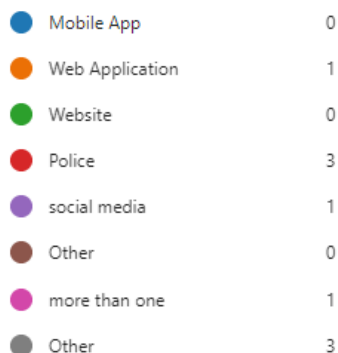 Mobile App 0
Web Application 1
Website 0
Police 3
social media 1
Other 0
more than one 1
Other 3